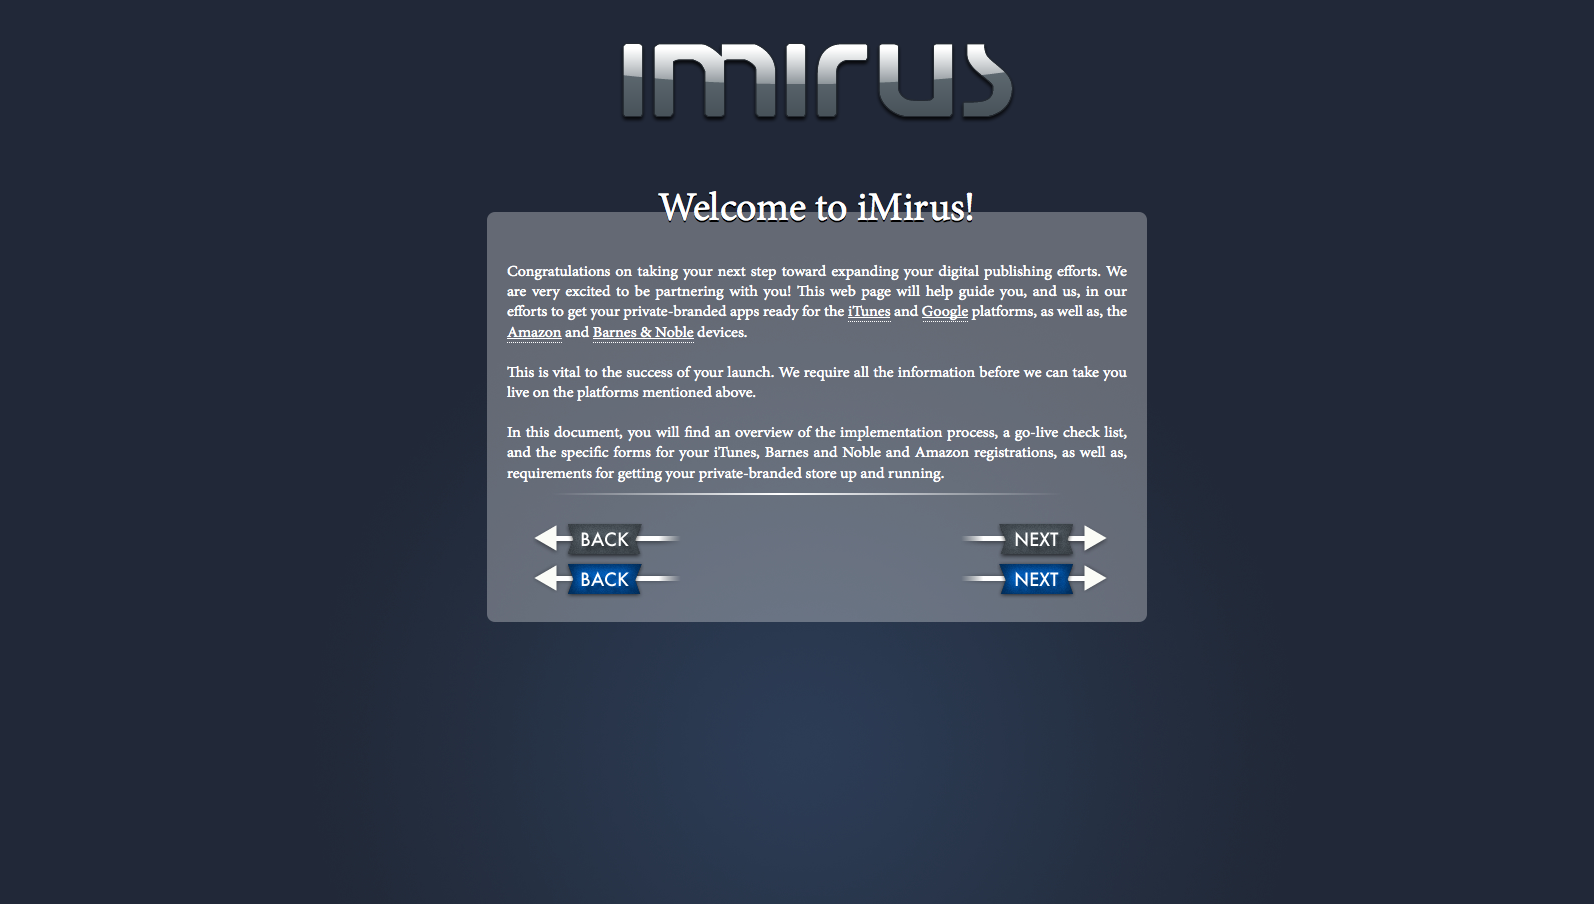 imirus
Welcome to iMirus!
Congratulations on taking your next step toward expanding your digital publishing efforts. We
are very excited to be partnering with you! This web page will help guide you, and us, in our
efforts to get your private-branded apps ready for the iTunes and Google platforms, as well as, the
Amazon and Barnes & Noble devices.
This is vital to the success of your launch. We require all the information before we can take you
live on the platforms mentioned above.
In this document, you will find an overview of the implementation process, a go-live check list,
and the specific forms for your iTunes, Barnes and Noble and Amazon registrations, as well as,
requirements for getting your private-branded store up and running.
BACK NEXT
BACK NEXT